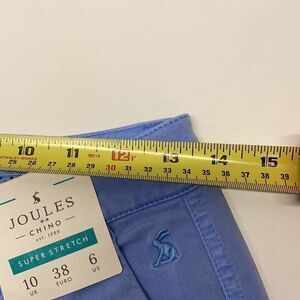 10 11 12 1F 13 14 15
25 26 27 28 29 30 31 32 33 34 35 36 37 38 39
JOULES
CHINO
est. 1989
SUPER STRETCH
10 38 6
UK EURO US